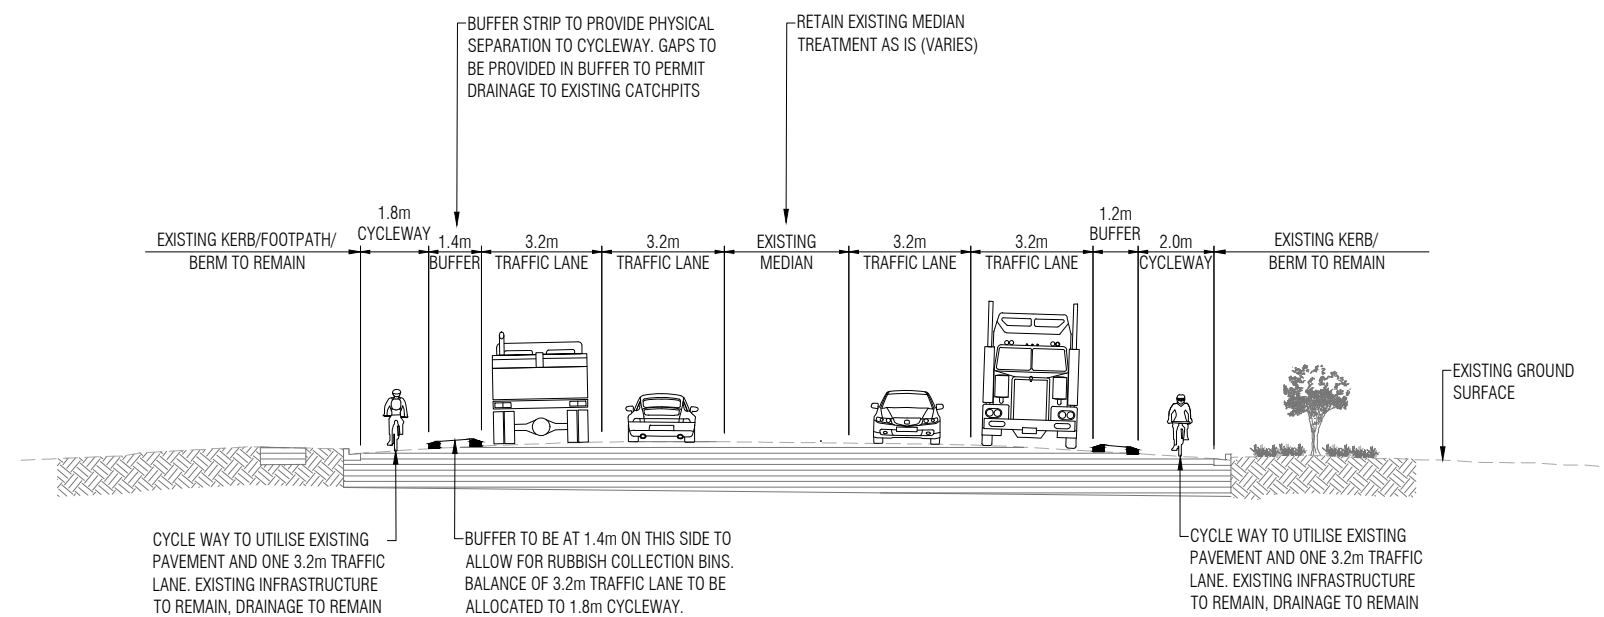 BUFFER STRIP TO PROVIDE PHYSICAL
SEPARATION TO CYCLEWAY. GAPS TO
BE PROVIDED IN BUFFER TO PERMIT
DRAINAGE TO EXISTING CATCHPITS
RETAIN EXISTING MEDIAN
TREATMENT AS IS (VARIES)
EXISTING KERB/FOOTPATH/
BERM TO REMAIN
1.8m
CYCLEWAY
1.4m
BUFFER
3.2m
TRAFFIC LANE
3.2m
TRAFFIC LANE
EXISTING
MEDIAN
3.2m
TRAFFIC LANE
3.2m
TRAFFIC LANE
1.2m
BUFFER
2.0m
CYCLEWAY
EXISTING KERB/
BERM TO REMAIN
EXISTING GROUND
SURFACE
CYCLE WAY TO UTILISE EXISTING
PAVEMENT AND ONE 3.2m TRAFFIC
LANE. EXISTING INFRASTRUCTURE
TO REMAIN, DRAINAGE TO REMAIN
BUFFER TO BE AT 1.4m ON THIS SIDE TO
ALLOW FOR RUBBISH COLLECTION BINS.
BALANCE OF 3.2m TRAFFIC LANE TO BE
ALLOCATED TO 1.8m CYCLEWAY.
CYCLE WAY TO UTILISE EXISTING
PAVEMENT AND ONE 3.2m TRAFFIC
LANE. EXISTING INFRASTRUCTURE
TO REMAIN, DRAINAGE TO REMAIN